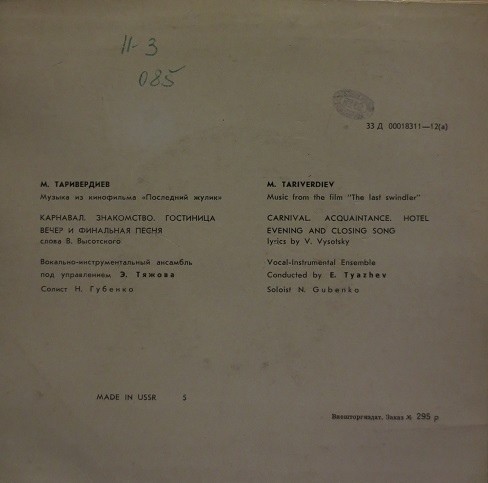 II-3
085
33 Д 00018311—12(а)
М. ТАРИВЕРДИЕВ
Музыка из кинофильма «Последний жулик»
КАРНАВАЛ. ЗНАКОМСТВО. ГОСТИНИЦА
ВЕЧЕР И ФИНАЛЬНАЯ ПЕСНЯ
слова В. Высотского
Вокально-инструментальный ансамбль
под управлением Э. Тяжова
Солист Н. Губенко
M. TARIVERDIEV
Music from the film "The last swindler"
CARNIVAL. ACQUAINTANCE. HOTEL
EVENING AND CLOSING SONG
lyrics by V. Vysotsky
Vocal-Instrumental Ensemble
Conducted by E. Tyazhev
Soloist N. Gubenko
MADE IN USSR S
Внешторгиздат. Заказ № 295 р